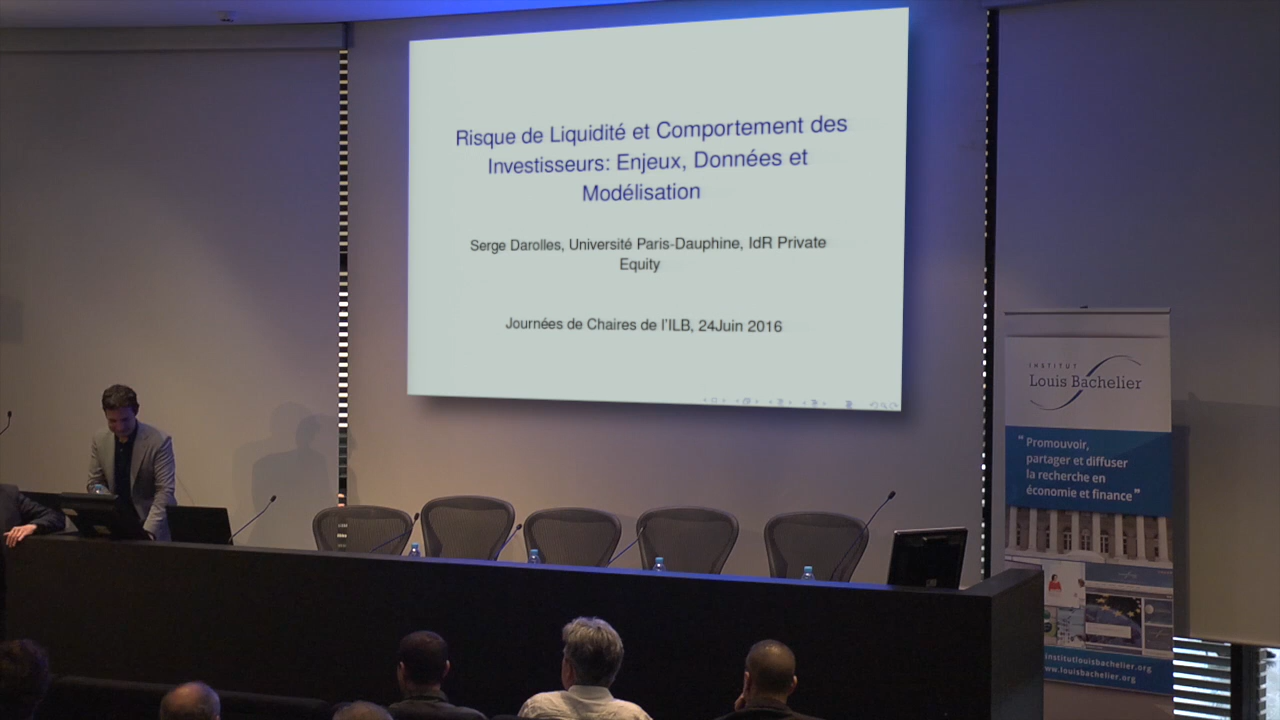 Risque de Liquidité et Comportement des
Investisseurs: Enjeux, Données et
Modélisation
Serge Darolles, Université Paris-Dauphine, IdR Private
Equity
Journées de Chaires de l'ILB, 24Juin 2016
INSTITUT
Louis Bachelier
" Promouvoir,
partager et diffuser
la recherche en
économie et finance "
institutlouisbachelier.org
www.louisbachelier.org